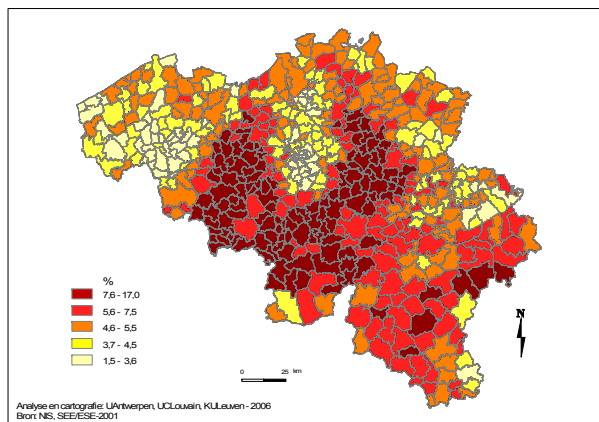 %
7,6 - 17,0
5,6 - 7,5
4,6 - 5,5
3,7 - 4,5
1,5 - 3,6
N
0 25 km
Analyse en cartografie: UAntwerpen, UCLouvain, KULeuven - 2006
Bron: NIS, SEE/ESE-2001